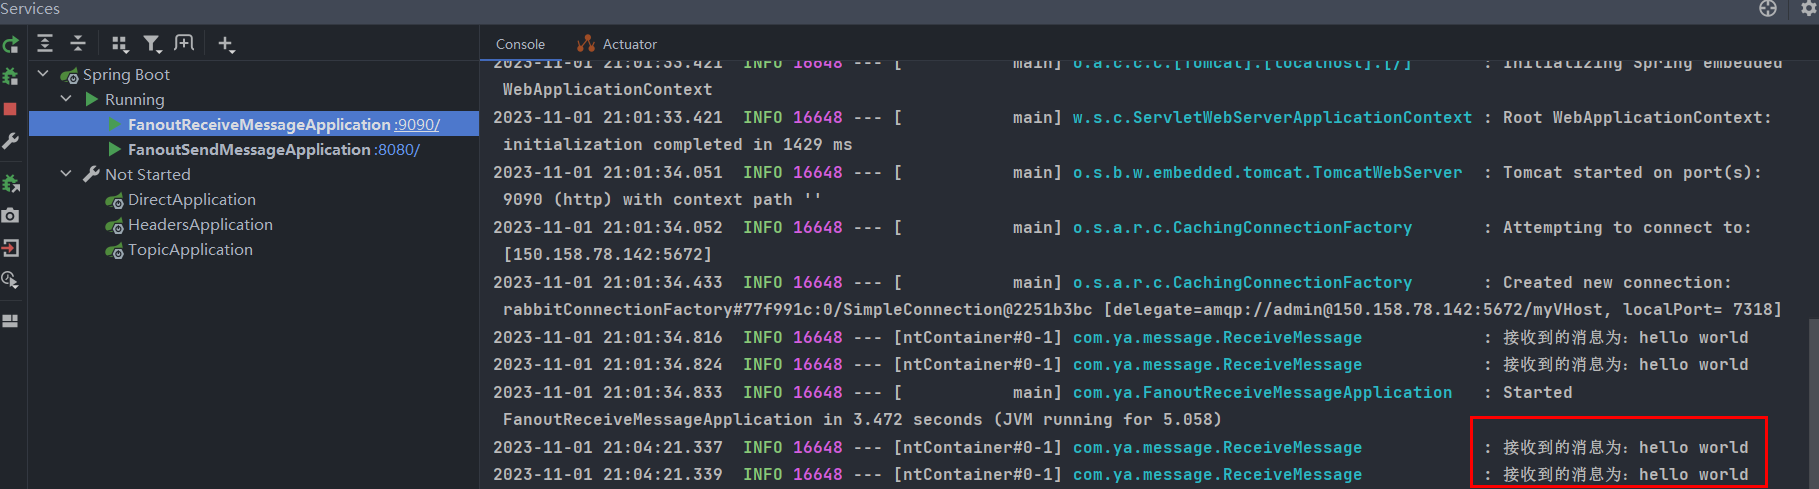 Services
Spring Boot
Running
FanoutReceiveMessageApplication :9090/
FanoutSendMessageApplication :8080/
Not Started
DirectApplication
HeadersApplication
TopicApplication
Console Actuator
2023-11-01 21:01:33.421 INFO 16648 --- [ main] o.a.c.c.C.[Tomcat].[localhost].[/] : Initializing Spring embedded
WebApplicationContext
2023-11-01 21:01:33.421 INFO 16648 --- [ main] w.s.c.ServletWebServerApplicationContext : Root WebApplicationContext:
initialization completed in 1429 ms
2023-11-01 21:01:34.051 INFO 16648 --- [ main] o.s.b.w.embedded.tomcat.TomcatWebServer : Tomcat started on port(s):
9090 (http) with context path ''
2023-11-01 21:01:34.052 INFO 16648 --- [ main] o.s.a.r.c.CachingConnectionFactory : Attempting to connect to:
[150.158.78.142:5672]
2023-11-01 21:01:34.433 INFO 16648 --- [ main] o.s.a.r.c.CachingConnectionFactory : Created new connection:
rabbitConnectionFactory#77f991c:0/SimpleConnection@2251b3bc [delegate=amqp://admin@150.158.78.142:5672/myVHost, localPort= 7318]
2023-11-01 21:01:34.816 INFO 16648 --- [ntContainer#0-1] com.ya.message.ReceiveMessage : 接收到的消息为：hello world
2023-11-01 21:01:34.824 INFO 16648 --- [ntContainer#0-1] com.ya.message.ReceiveMessage : 接收到的消息为：hello world
2023-11-01 21:01:34.833 INFO 16648 --- [ main] com.ya.FanoutReceiveMessageApplication : Started
FanoutReceiveMessageApplication in 3.472 seconds (JVM running for 5.058)
2023-11-01 21:04:21.337 INFO 16648 --- [ntContainer#0-1] com.ya.message.ReceiveMessage : 接收到的消息为：hello world
2023-11-01 21:04:21.339 INFO 16648 --- [ntContainer#0-1] com.ya.message.ReceiveMessage : 接收到的消息为：hello world